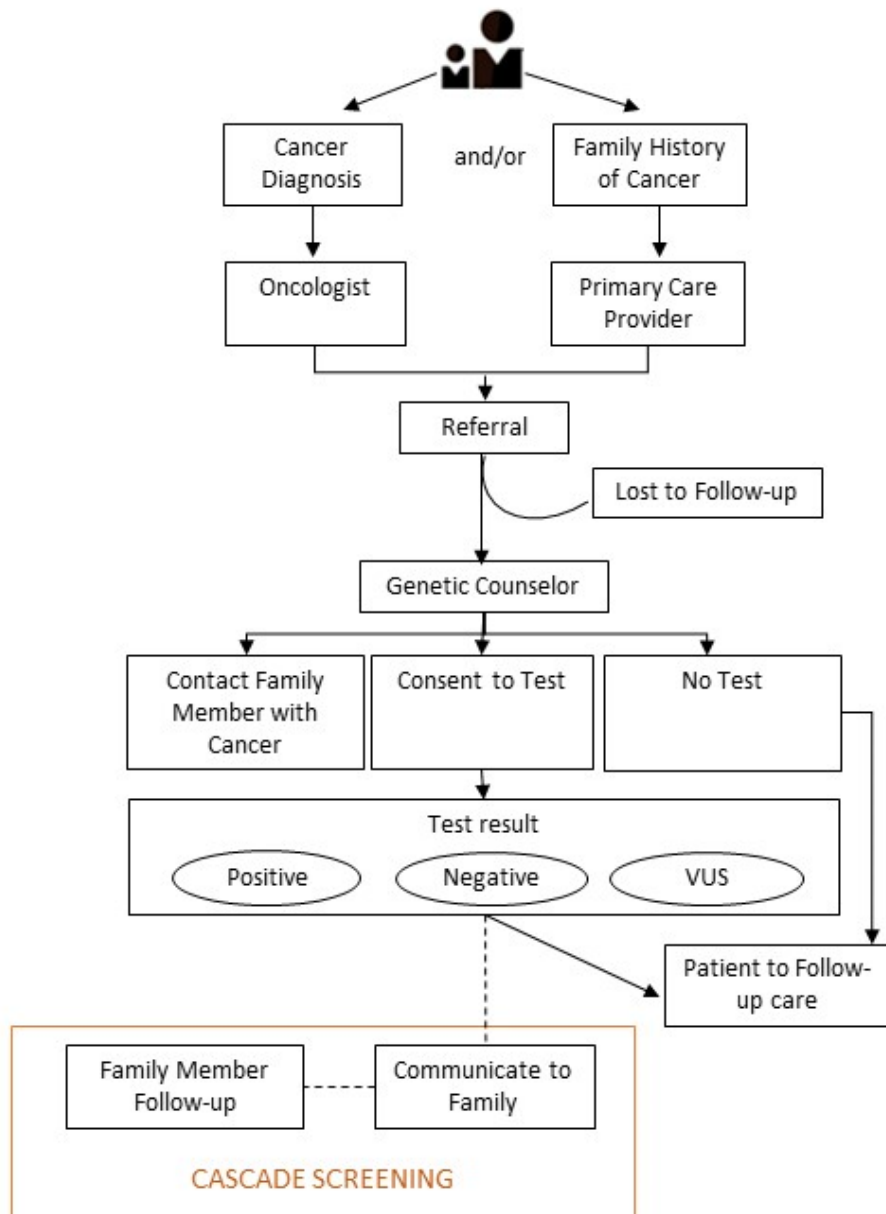 Cancer
Diagnosis
and/or
Family History
of Cancer
Oncologist
Primary Care
Provider
Referral
Lost to Follow-up
Genetic Counselor
Contact Family
Member with
Cancer
Consent to Test
No Test
Test result
Positive
Negative
VUS
Patient to Follow-
up care
Family Member
Follow-up
Communicate to
Family
CASCADE SCREENING